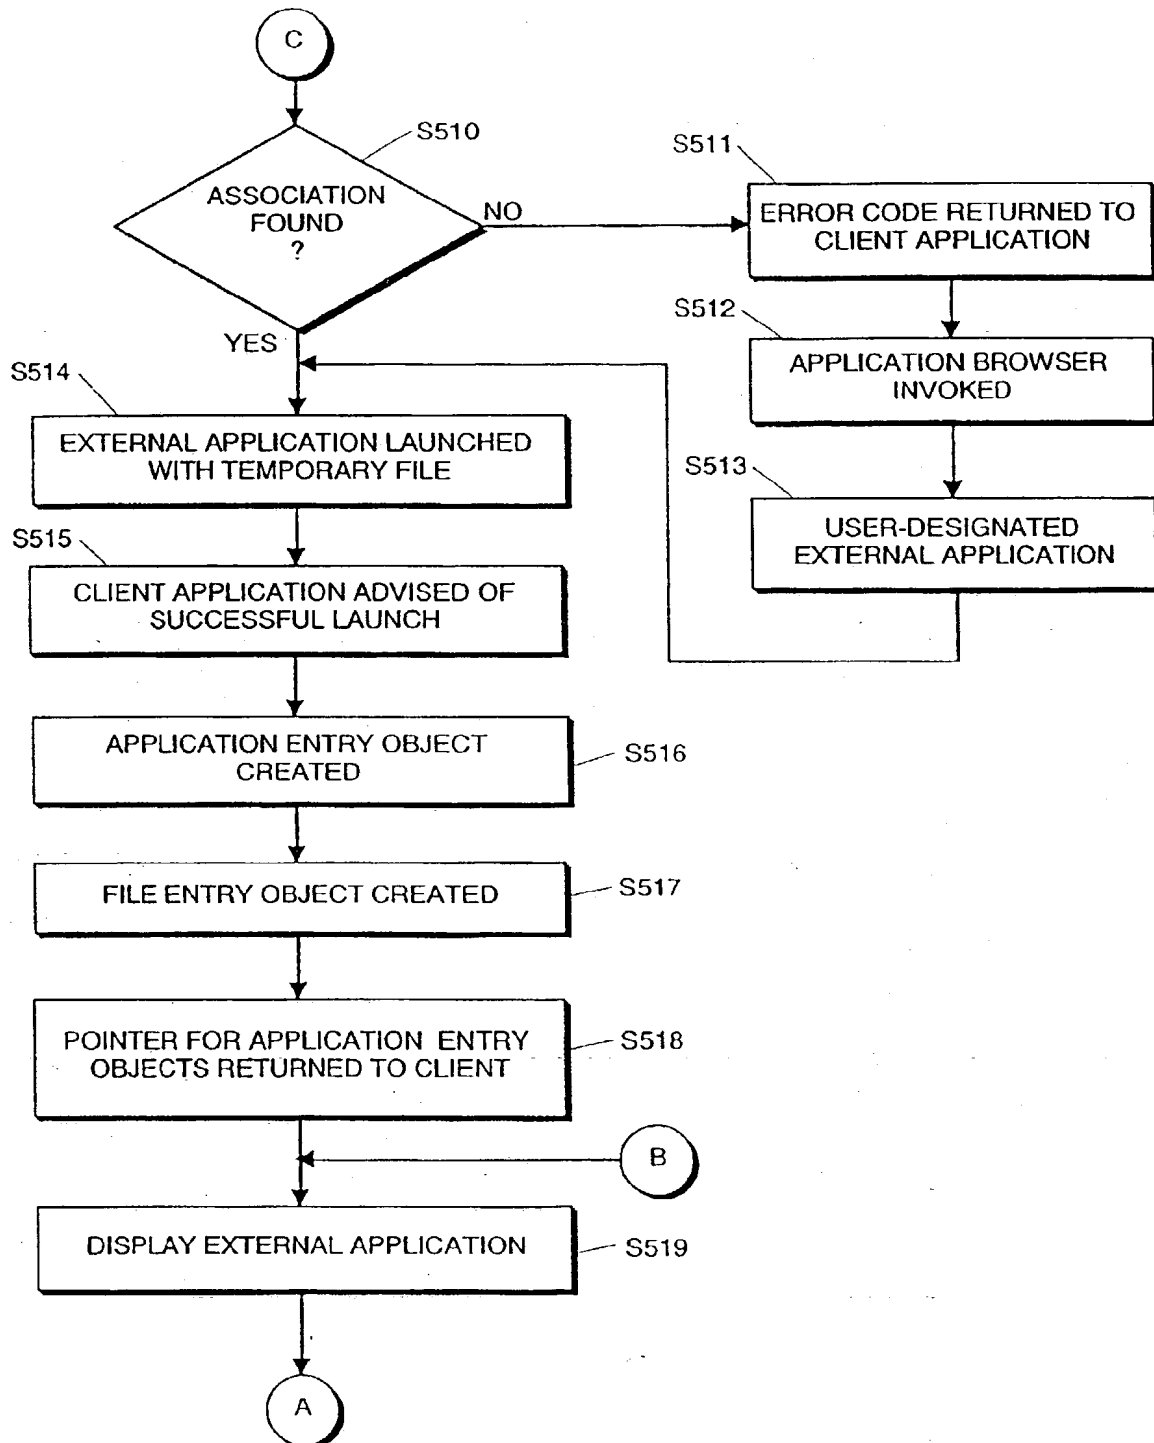 C
S510
ASSOCIATION
FOUND
?
NO
YES
S511
ERROR CODE RETURNED TO
CLIENT APPLICATION
S512
APPLICATION BROWSER
INVOKED
S513
USER-DESIGNATED
EXTERNAL APPLICATION
S514
EXTERNAL APPLICATION LAUNCHED
WITH TEMPORARY FILE
S515
CLIENT APPLICATION ADVISED OF
SUCCESSFUL LAUNCH
APPLICATION ENTRY OBJECT
CREATED
S516
FILE ENTRY OBJECT CREATED
S517
POINTER FOR APPLICATION ENTRY
OBJECTS RETURNED TO CLIENT
S518
B
DISPLAY EXTERNAL APPLICATION
S519
A